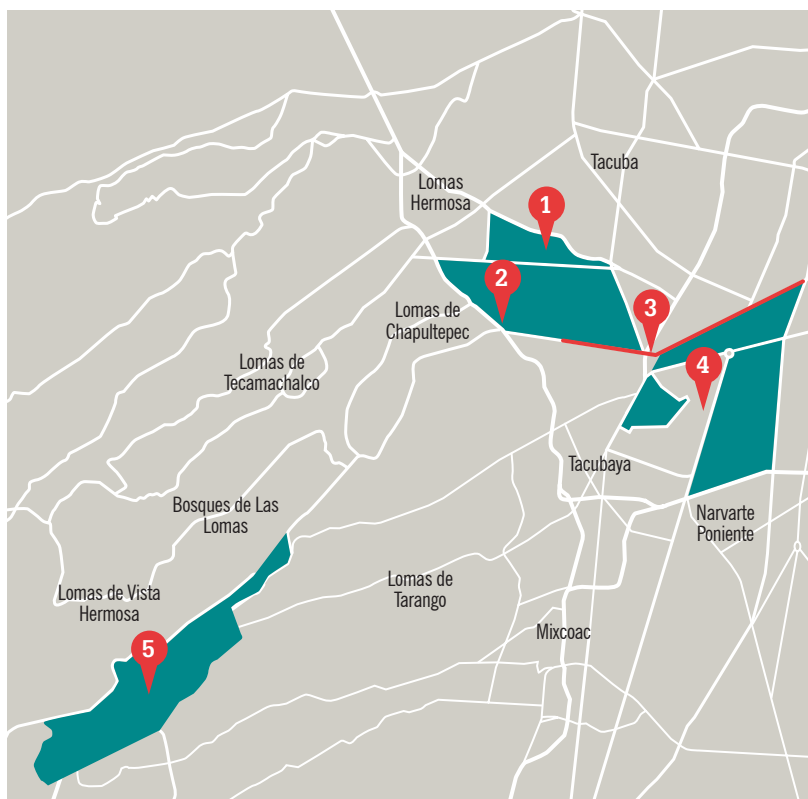 Tacuba
Lomas
Hermosa
1
2
3
Lomas de
Chapultepec
4
Lomas de
Tecamachalco
Tacubaya
Bosques de Las
Lomas
Narvarte
Poniente
Lomas de
Tarango
Lomas de Vista
Hermosa
Mixcoac
5